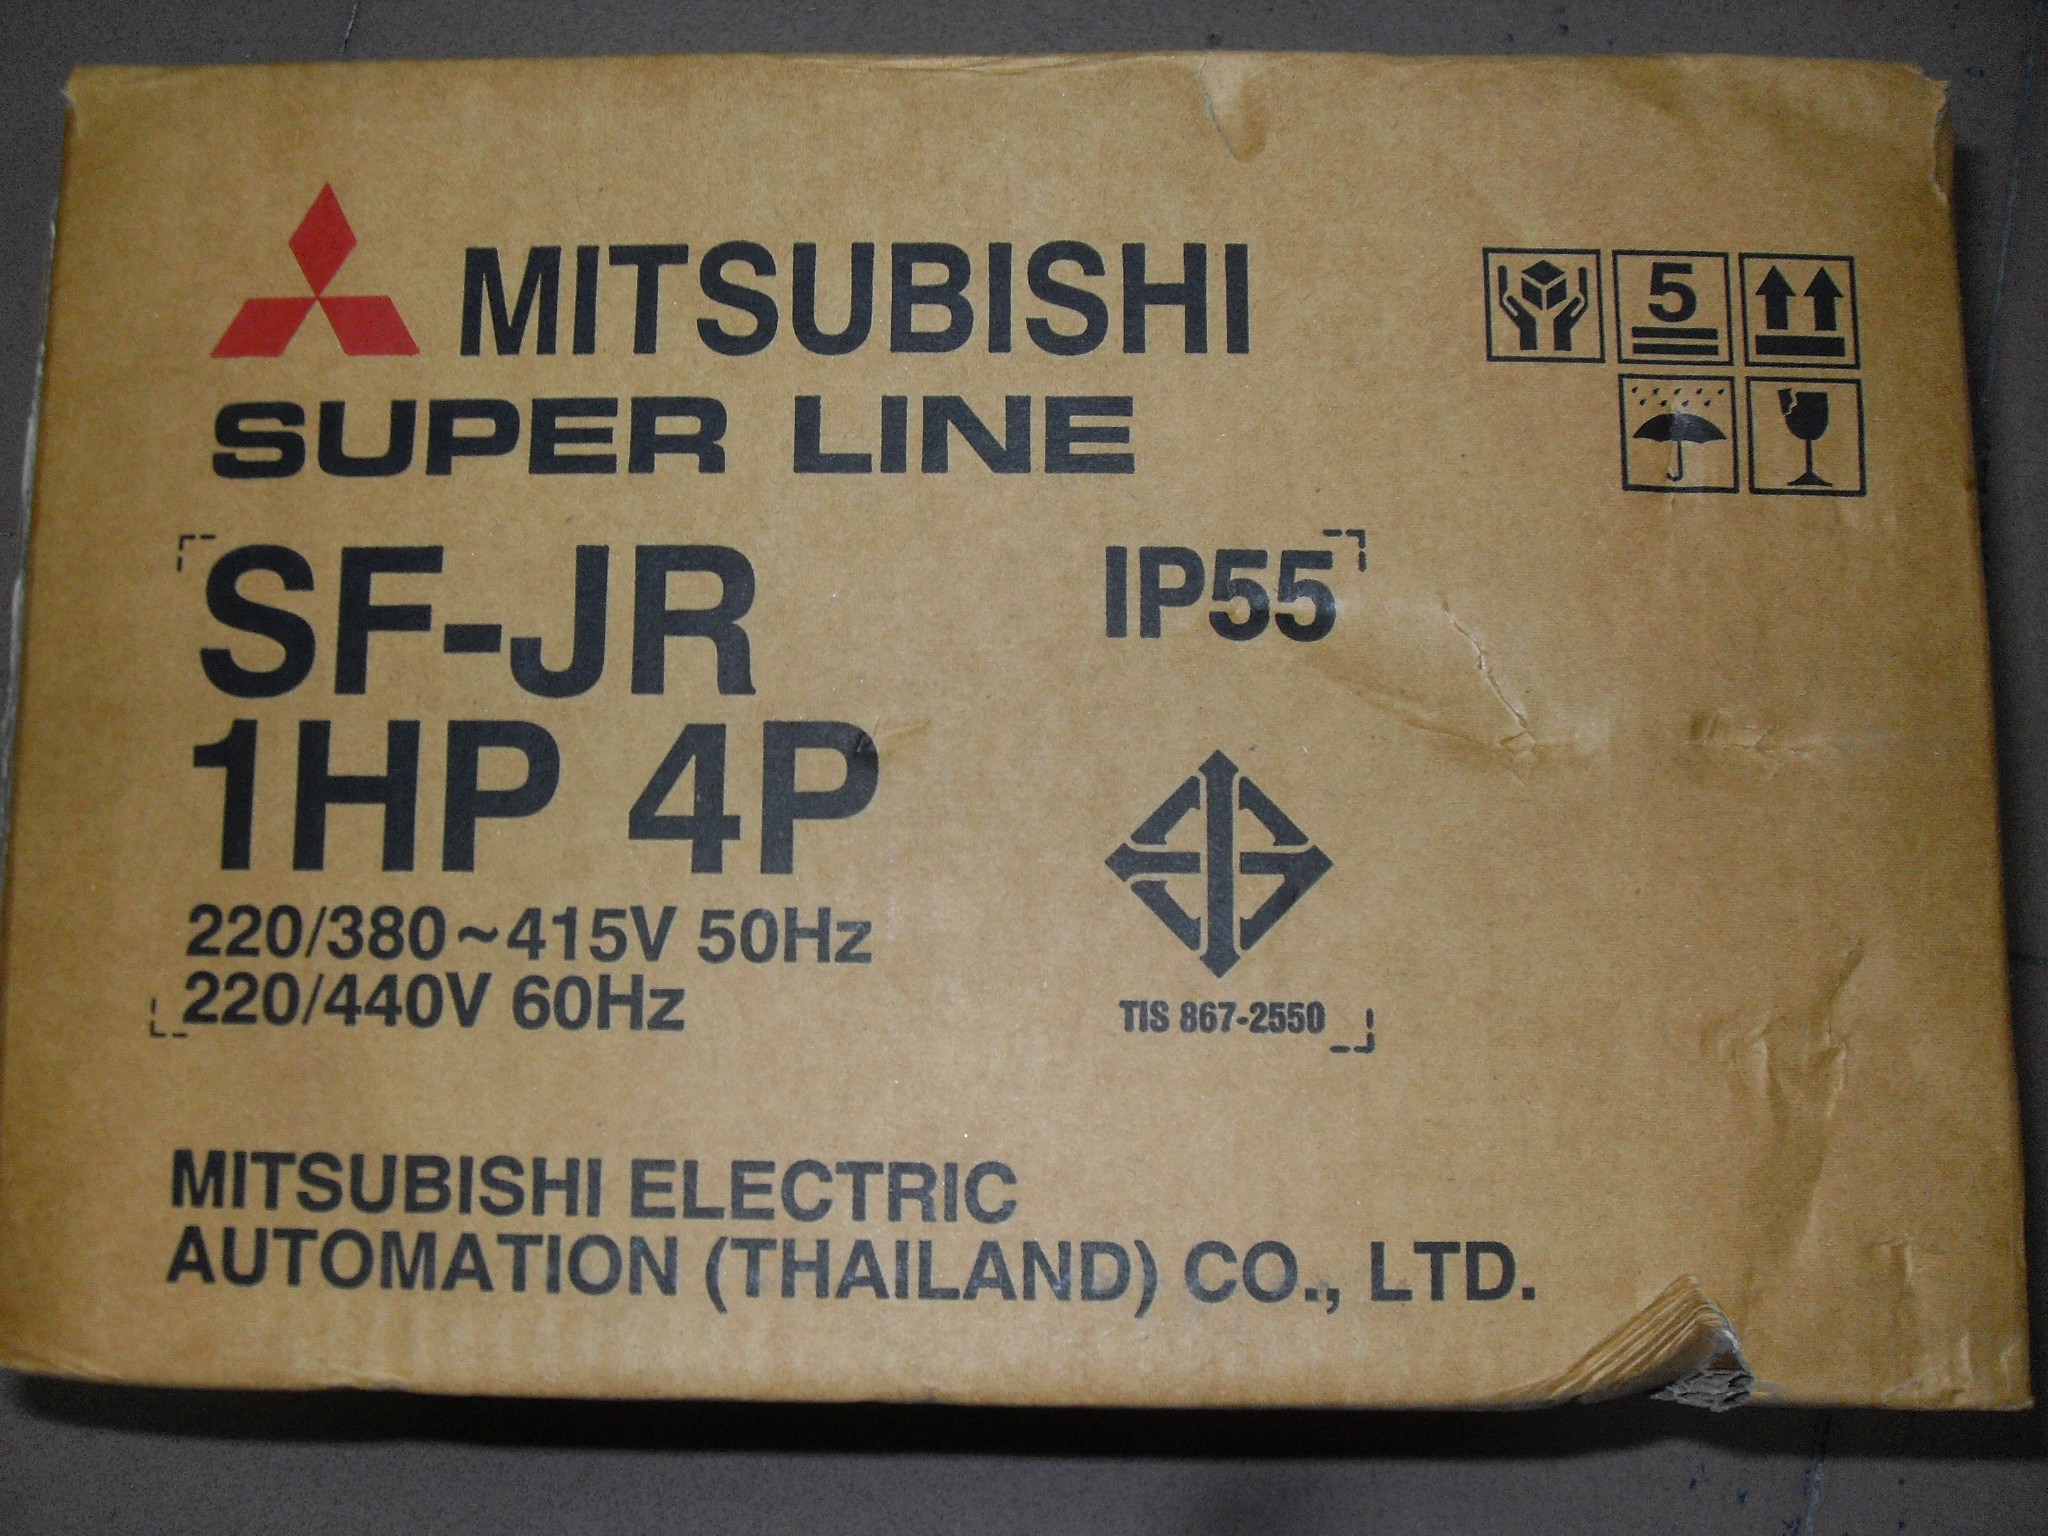 MITSUBISHI
5
SUPER LINE
SF-JR IP55
1HP 4P
220/380~415V 50Hz
220/440V 60Hz
TIS 867-2550
MITSUBISHI ELECTRIC
AUTOMATION (THAILAND) CO., LTD.